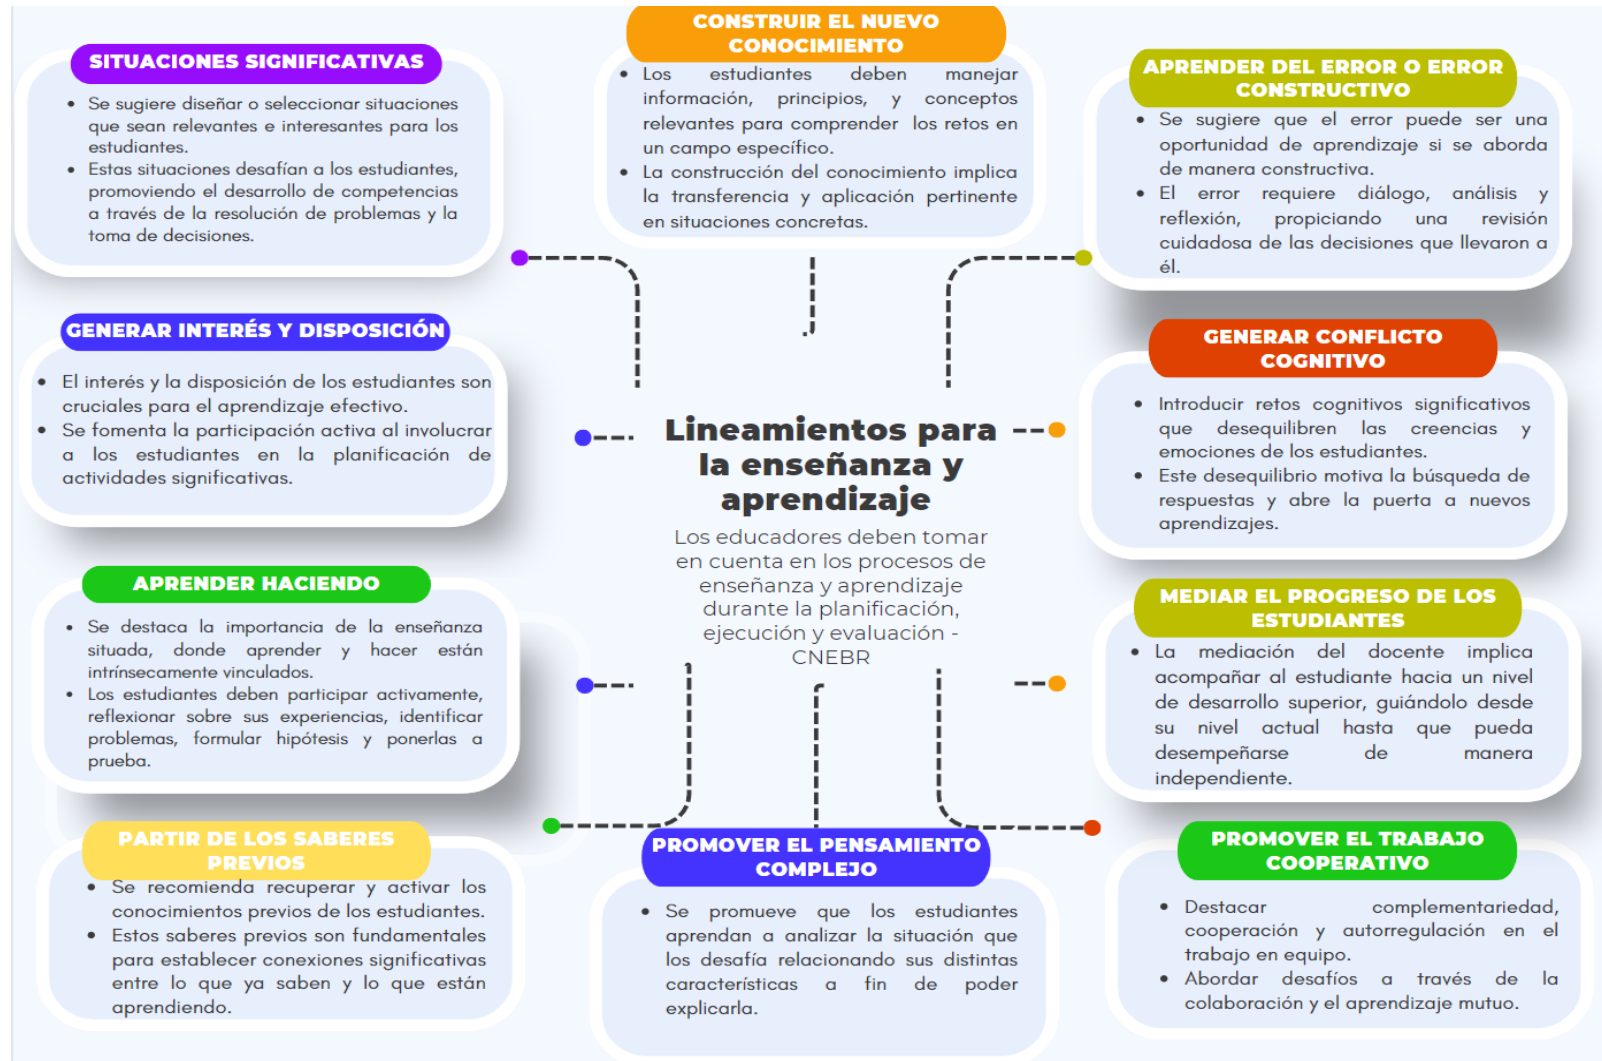 SITUACIONES SIGNIFICATIVAS
• Se sugiere diseñar o seleccionar situaciones
que sean relevantes e interesantes para los
estudiantes.
• Estas situaciones desafían a los estudiantes,
promoviendo el desarrollo de competencias
a través de la resolución de problemas y la
toma de decisiones.
GENERAR INTERÉS Y DISPOSICIÓN
• El interés y la disposición de los estudiantes son
cruciales para el aprendizaje efectivo.
• Se fomenta la participación activa al involucrar
a los estudiantes en la planificación de
actividades significativas.
APRENDER HACIENDO
• Se destaca la importancia de la enseñanza
situada, donde aprender y hacer están
intrínsecamente vinculados.
• Los estudiantes deben participar activamente,
reflexionar sobre sus experiencias, identificar
problemas, formular hipótesis y ponerlas a
prueba.
PARTIR DE LOS SABERES
PREVIOS
• Se recomienda recuperar y activar los
conocimientos previos de los estudiantes.
• Estos saberes previos son fundamentales
para establecer conexiones significativas
entre lo que ya saben y lo que están
aprendiendo.
CONSTRUIR EL NUEVO
CONOCIMIENTO
• Los estudiantes deben manejar
información, principios, y conceptos
relevantes para comprender los retos en
un campo específico.
• La construcción del conocimiento implica
la transferencia y aplicación pertinente
en situaciones concretas.
Lineamientos para
la enseñanza y
aprendizaje
Los educadores deben tomar
en cuenta en los procesos de
enseñanza y aprendizaje
durante la planificación,
ejecución y evaluación -
CNEBR
PROMOVER EL PENSAMIENTO
COMPLEJO
• Se promueve que los estudiantes
aprendan a analizar la situación que
los desafía relacionando sus distintas
características a fin de poder
explicarla.
APRENDER DEL ERROR O ERROR
CONSTRUCTIVO
• Se sugiere que el error puede ser una
oportunidad de aprendizaje si se aborda
de manera constructiva.
• El error requiere diálogo, análisis y
reflexión, propiciando una revisión
cuidadosa de las decisiones que llevaron a
él.
GENERAR CONFLICTO
COGNITIVO
• Introducir retos cognitivos significativos
que desequilibren las creencias y
emociones de los estudiantes.
• Este desequilibrio motiva la búsqueda de
respuestas y abre la puerta a nuevos
aprendizajes.
MEDIAR EL PROGRESO DE LOS
ESTUDIANTES
• La mediación del docente implica
acompañar al estudiante hacia un nivel
de desarrollo superior, guiándolo desde
su nivel actual hasta que pueda
desempeñarse de manera
independiente.
PROMOVER EL TRABAJO
COOPERATIVO
• Destacar complementariedad,
cooperación y autorregulación en el
trabajo en equipo.
• Abordar desafíos a través de la
colaboración y el aprendizaje mutuo.